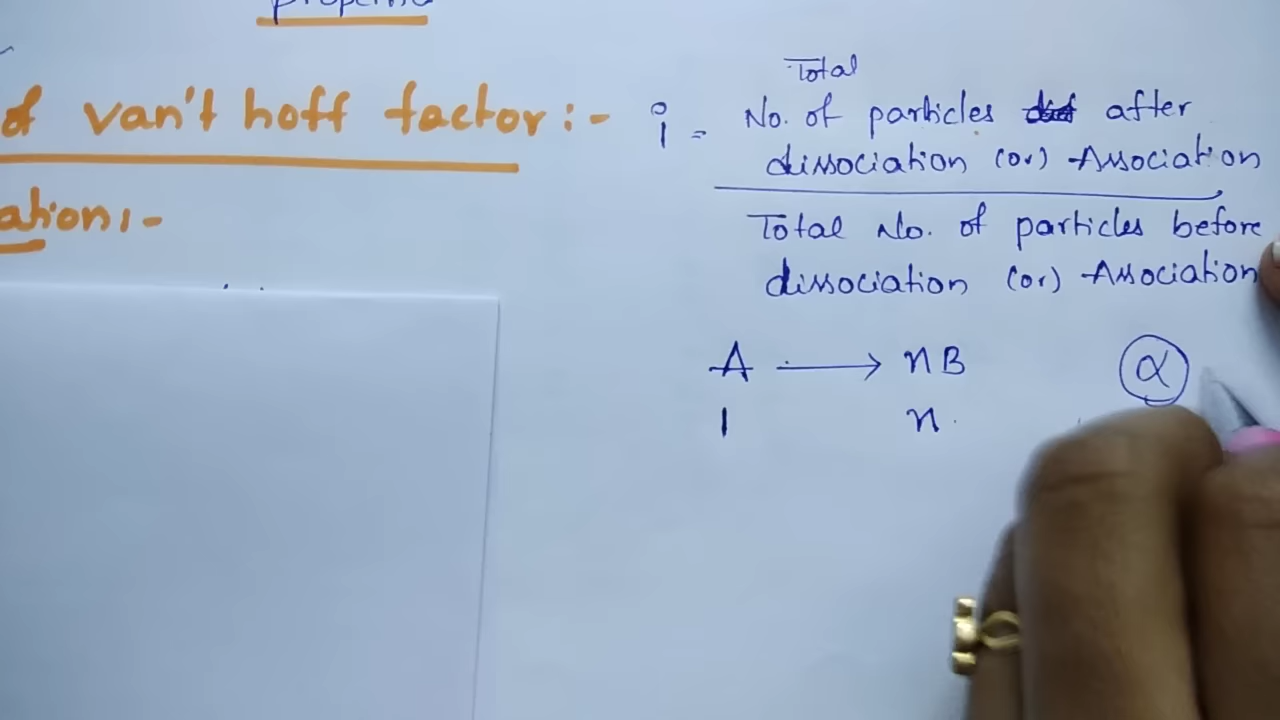 of van't hoff factor:- i =
Total
No. of particles after
dissociation (or) Association
Total No. of particles before
dissociation (or) Association
ation:-
A → nB α
1 n